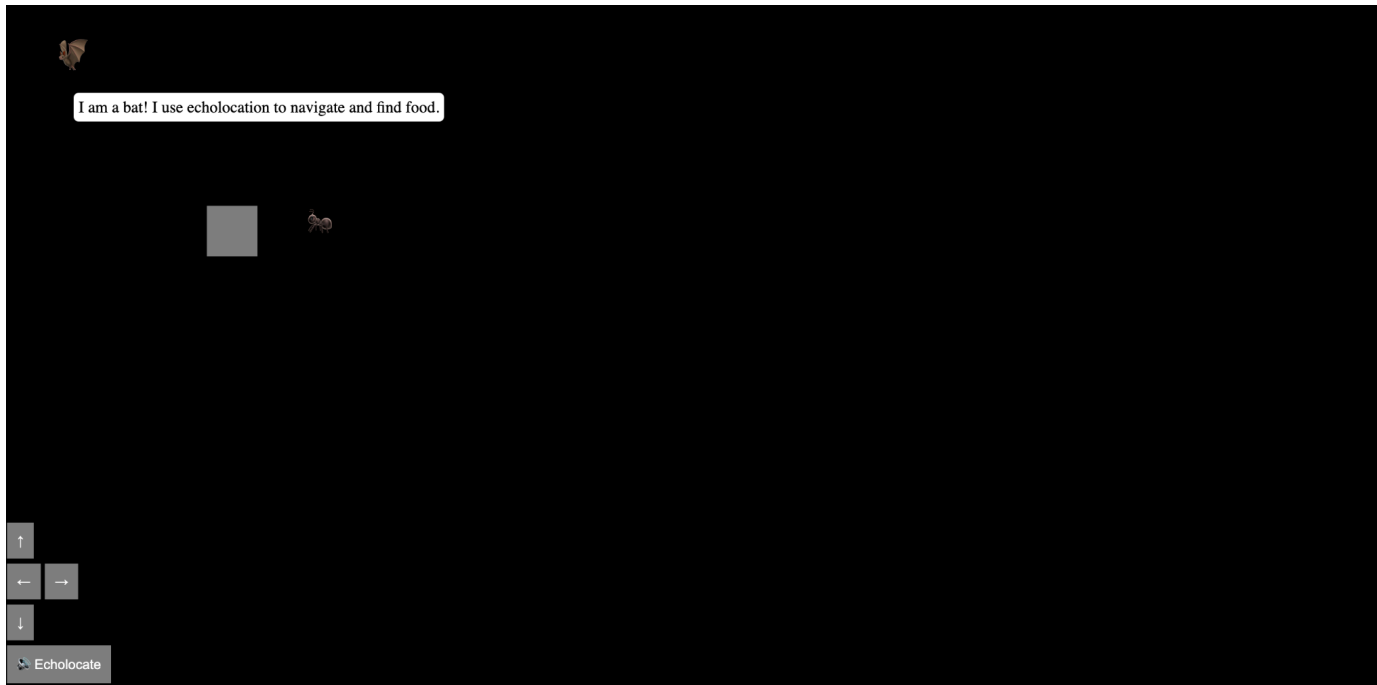 I am a bat! I use echolocation to navigate and find food.
↑
← →
↓
🔊 Echolocate